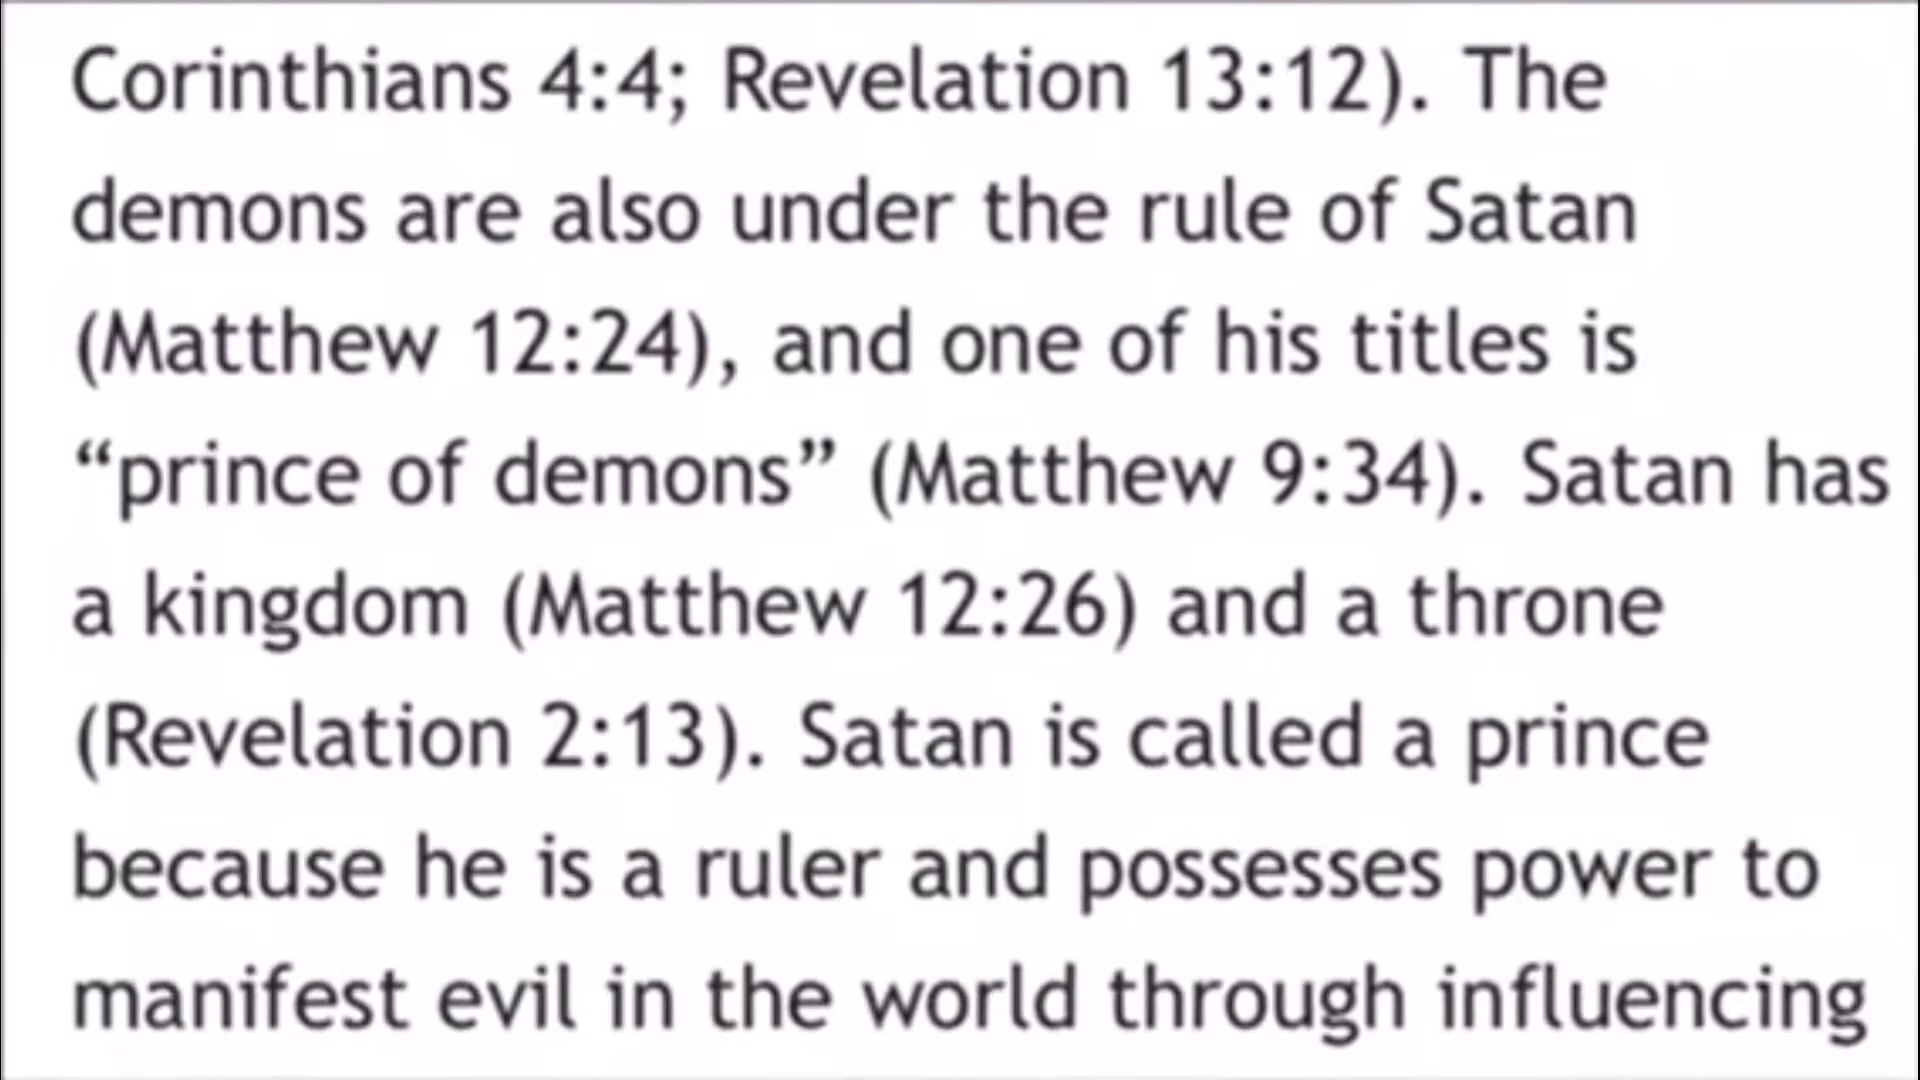 Corinthians 4:4; Revelation 13:12). The
demons are also under the rule of Satan
(Matthew 12:24), and one of his titles is
“prince of demons” (Matthew 9:34). Satan has
a kingdom (Matthew 12:26) and a throne
(Revelation 2:13). Satan is called a prince
because he is a ruler and possesses power to
manifest evil in the world through influencing